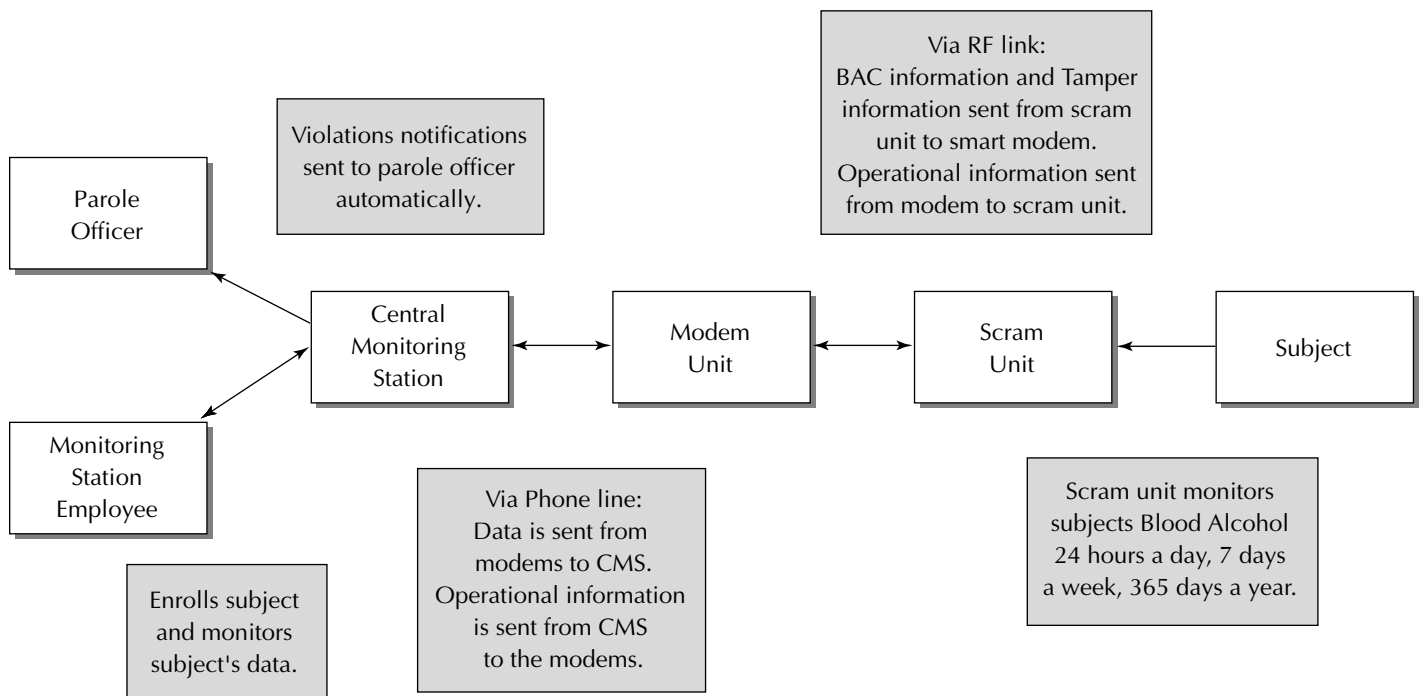 Via RF link:
BAC information and Tamper
information sent from scram
unit to smart modem.
Operational information sent
from modem to scram unit.
Violations notifications
sent to parole officer
automatically.
Parole
Officer
Central
Monitoring
Station
Modem
Unit
Scram
Unit
Subject
Monitoring
Station
Employee
Via Phone line:
Data is sent from
modems to CMS.
Operational information
is sent from CMS
to the modems.
Scram unit monitors
subjects Blood Alcohol
24 hours a day, 7 days
a week, 365 days a year.
Enrolls subject
and monitors
subject's data.